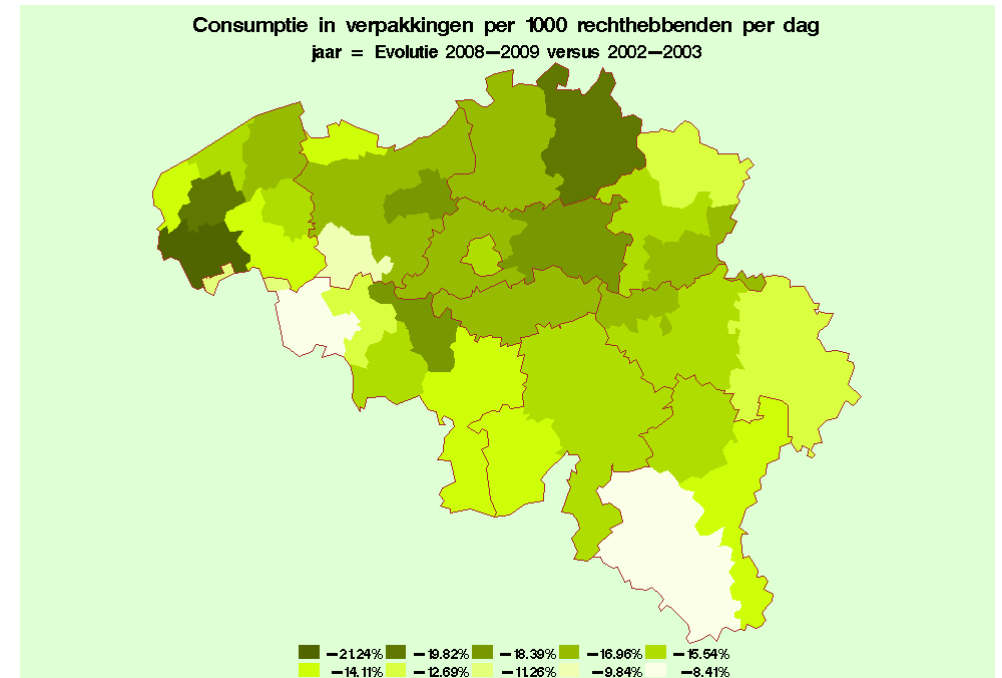 Consumptie in verpakkingen per 1000 rechthebbenden per dag
jaar = Evolutie 2008-2009 versus 2002-2003
-21.24% -19.82% -18.39% -16.96% -15.54%
-14.11% -12.69% -11.26% -9.84% -8.41%